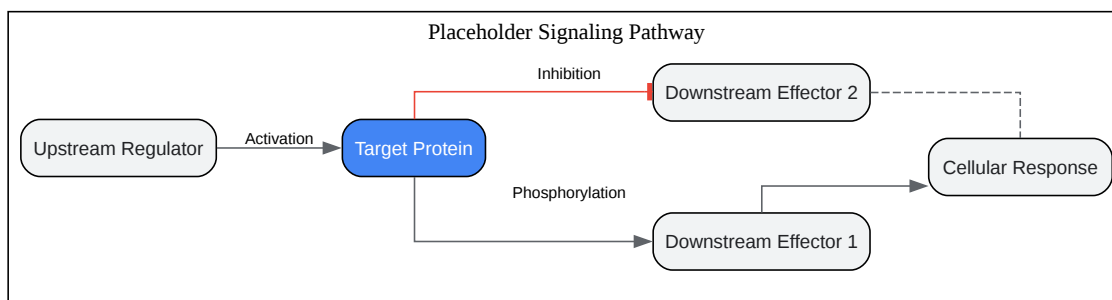 Placeholder Signaling Pathway
Inhibition
Downstream Effector 2
Activation
Upstream Regulator
Target Protein
Cellular Response
Phosphorylation
Downstream Effector 1